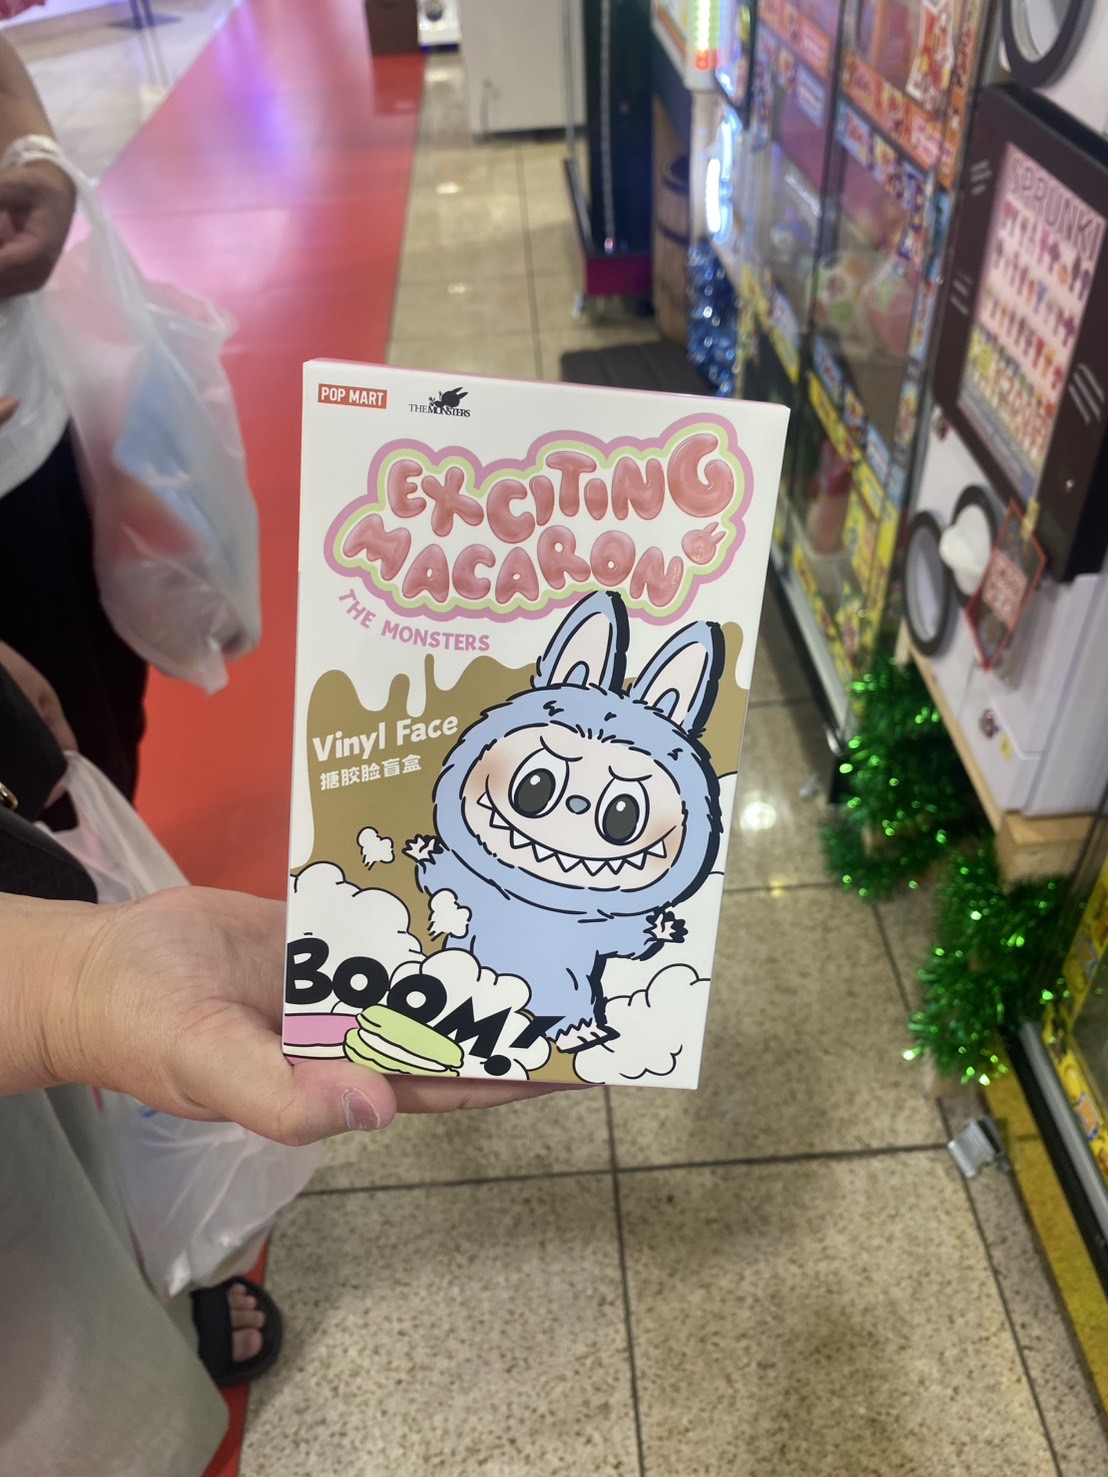 POP MART
THE MONSTERS
EXCITING
MACARON
THE MONSTERS
Vinyl Face
搪胶脸盲盒
BOOM!
SPRUNKI